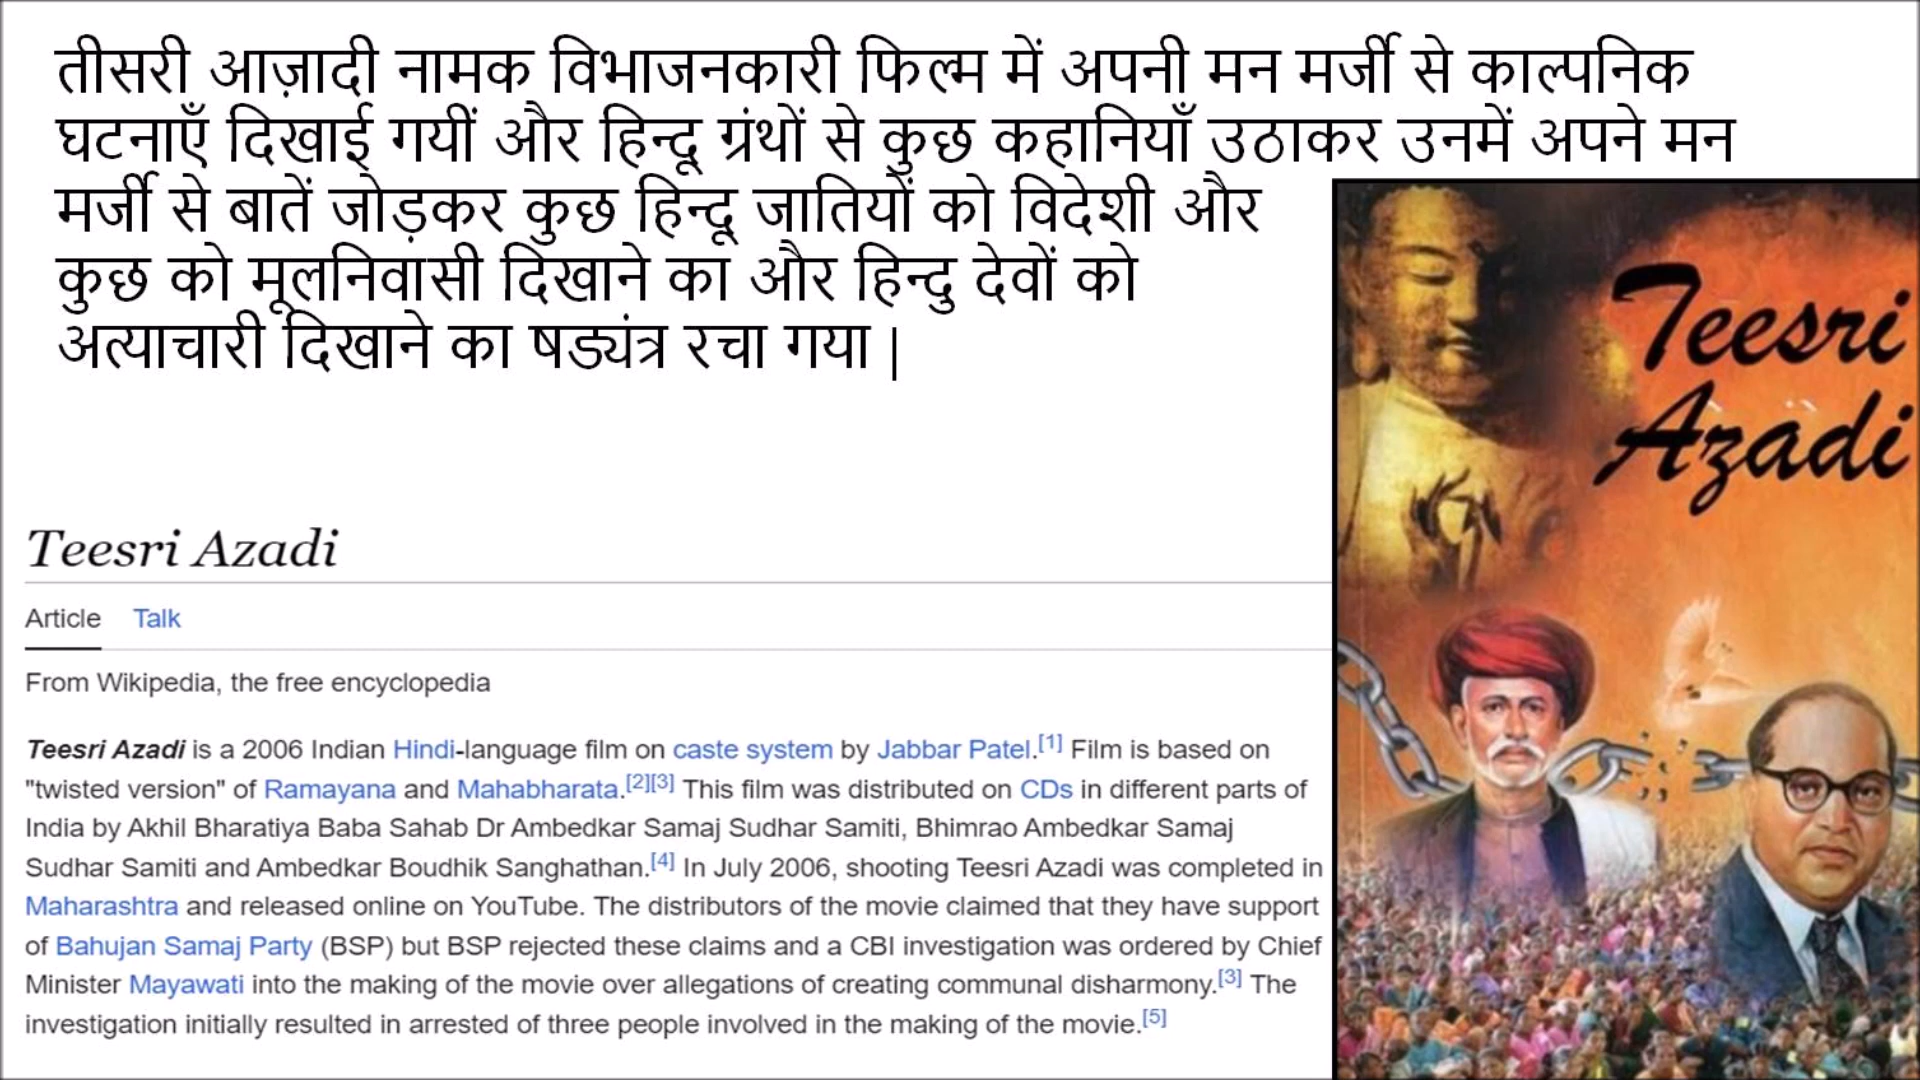 तीसरी आज़ादी नामक विभाजनकारी फिल्म में अपनी मन मर्जी से काल्पनिक
घटनाएँ दिखाई गयीं और हिन्दू ग्रंथों से कुछ कहानियाँ उठाकर उनमें अपने मन
मर्जी से बातें जोड़कर कुछ हिन्दू जातियों को विदेशी और
कुछ को मूलनिवासी दिखाने का और हिन्दु देवों को
अत्याचारी दिखाने का षड्यंत्र रचा गया |
Teesri
Azadi
Teesri Azadi
Article Talk
From Wikipedia, the free encyclopedia
Teesri Azadi is a 2006 Indian Hindi-language film on caste system by Jabbar Patel.[1] Film is based on
"twisted version" of Ramayana and Mahabharata.[2][3] This film was distributed on CDs in different parts of
India by Akhil Bharatiya Baba Sahab Dr Ambedkar Samaj Sudhar Samiti, Bhimrao Ambedkar Samaj
Sudhar Samiti and Ambedkar Boudhik Sanghathan.[4] In July 2006, shooting Teesri Azadi was completed in
Maharashtra and released online on YouTube. The distributors of the movie claimed that they have support
of Bahujan Samaj Party (BSP) but BSP rejected these claims and a CBI investigation was ordered by Chief
Minister Mayawati into the making of the movie over allegations of creating communal disharmony.[3] The
investigation initially resulted in arrested of three people involved in the making of the movie.[5]